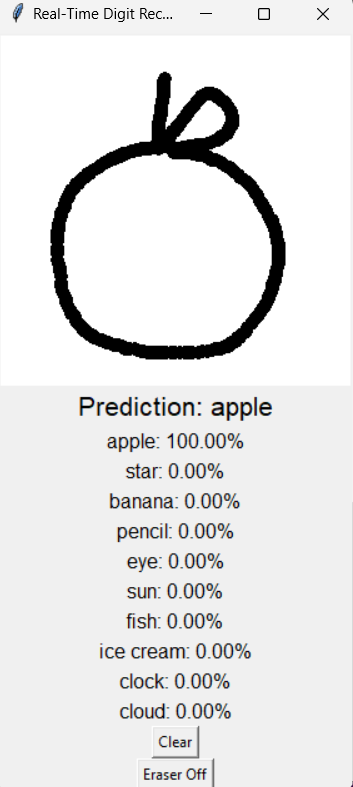 Real-Time Digit Rec...
Prediction: apple
apple: 100.00%
star: 0.00%
banana: 0.00%
pencil: 0.00%
eye: 0.00%
sun: 0.00%
fish: 0.00%
ice cream: 0.00%
clock: 0.00%
cloud: 0.00%
Clear
Eraser Off